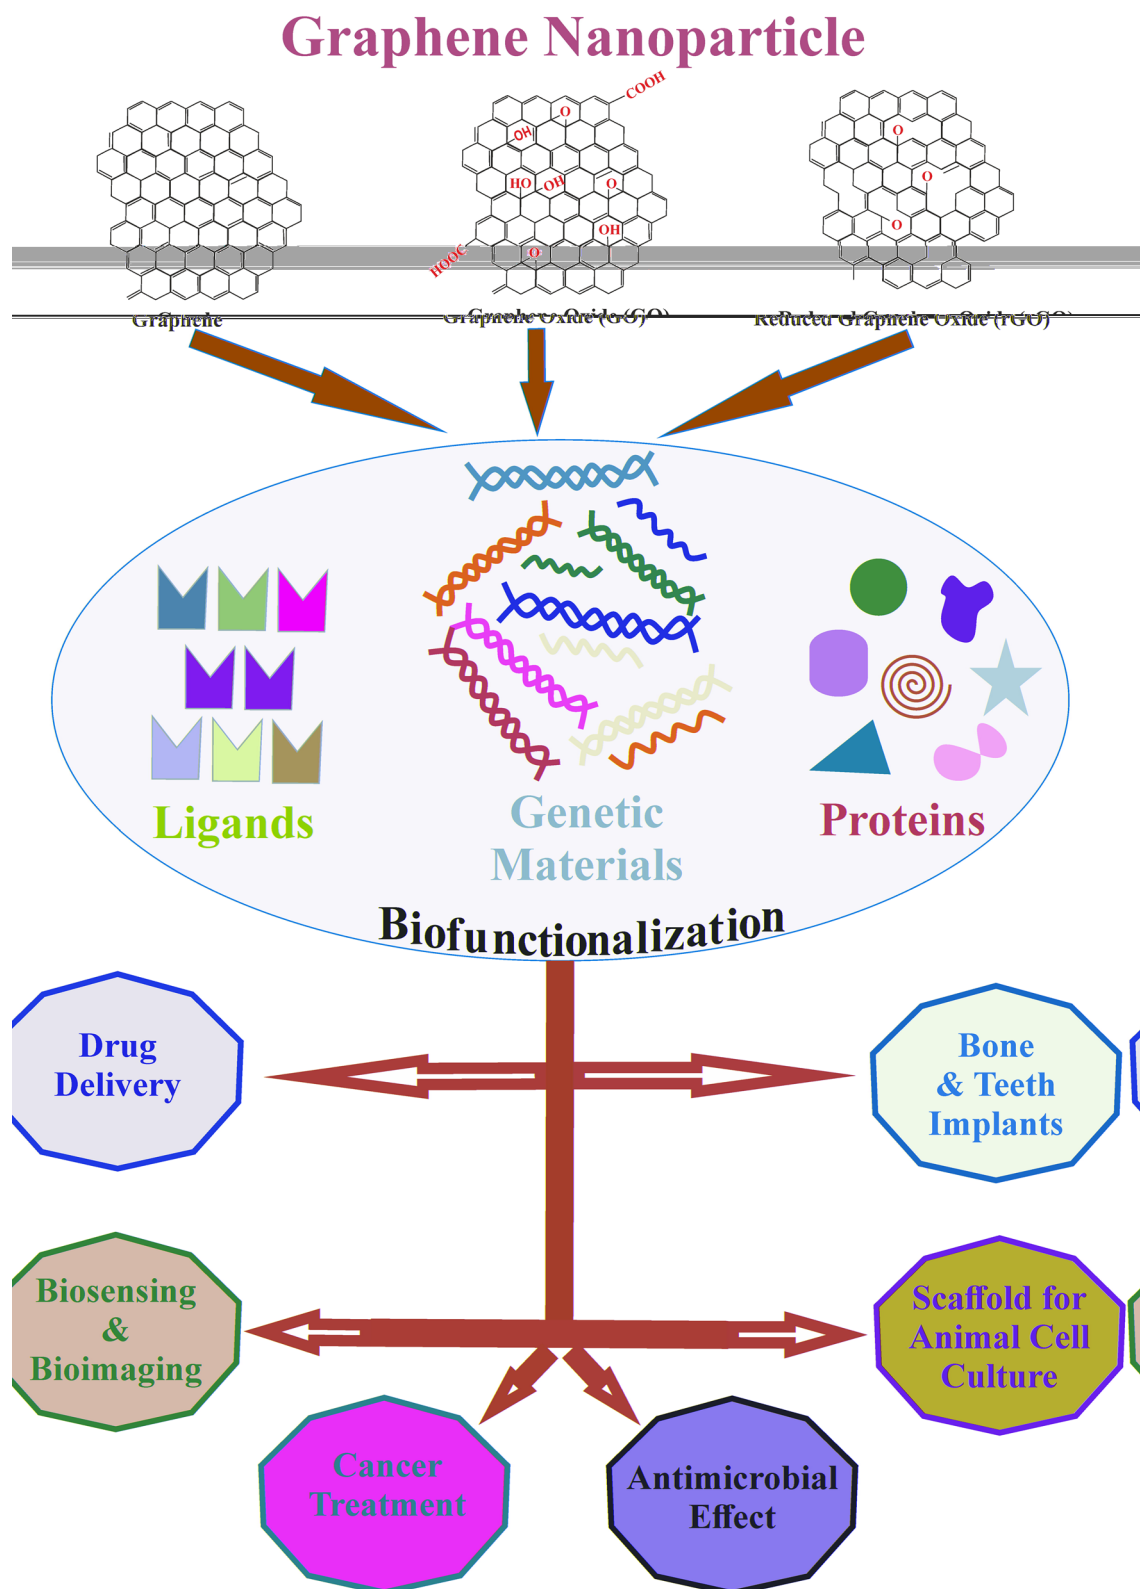 Graphene Nanoparticle
COOH
O
OH
HO
OH
O
OH
HOOC
O
O
O
O
Graphene
Graphene Oxide (GO)
Reduced Graphene Oxide (rGO)
Ligands
Genetic
Materials
Proteins
Biofunctionalization
Drug
Delivery
Bone
& Teeth
Implants
Biosensing
&
Bioimaging
Scaffold for
Animal Cell
Culture
Cancer
Treatment
Antimicrobial
Effect